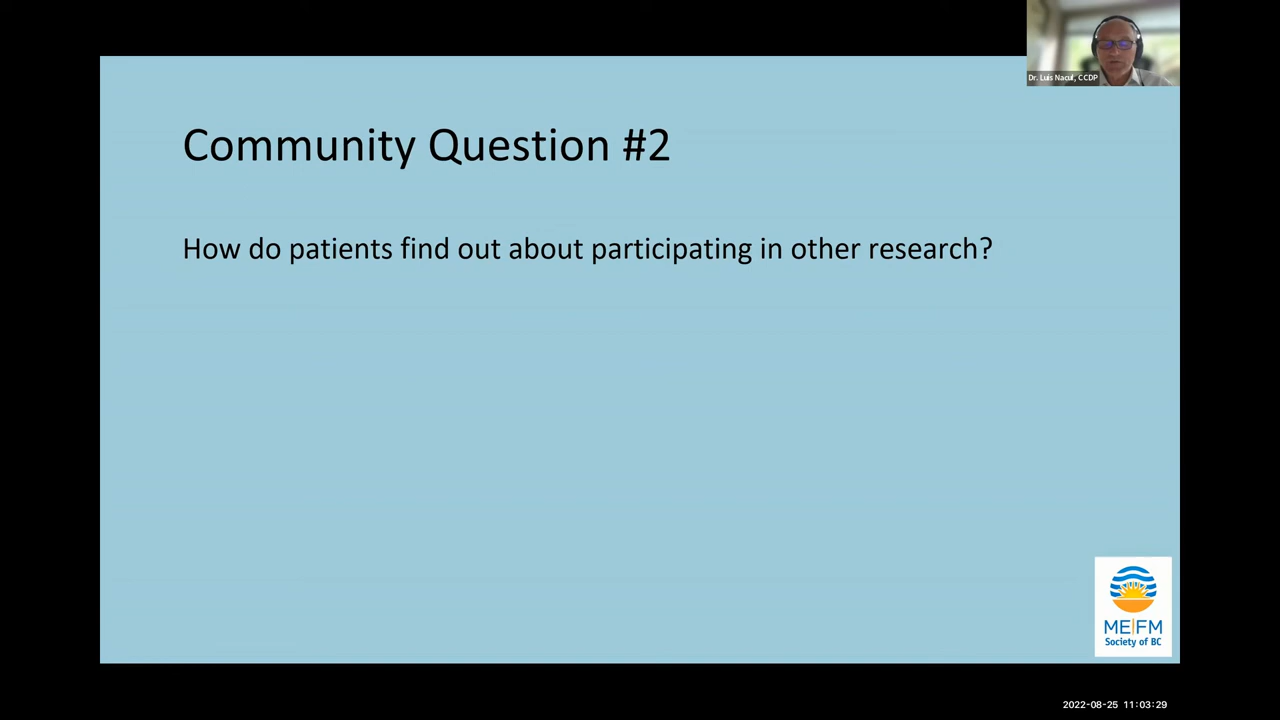 Dr. Luis Nacul, CCDP
Community Question #2
How do patients find out about participating in other research?
ME|FM
Society of BC
2022-08-25 11:03:29